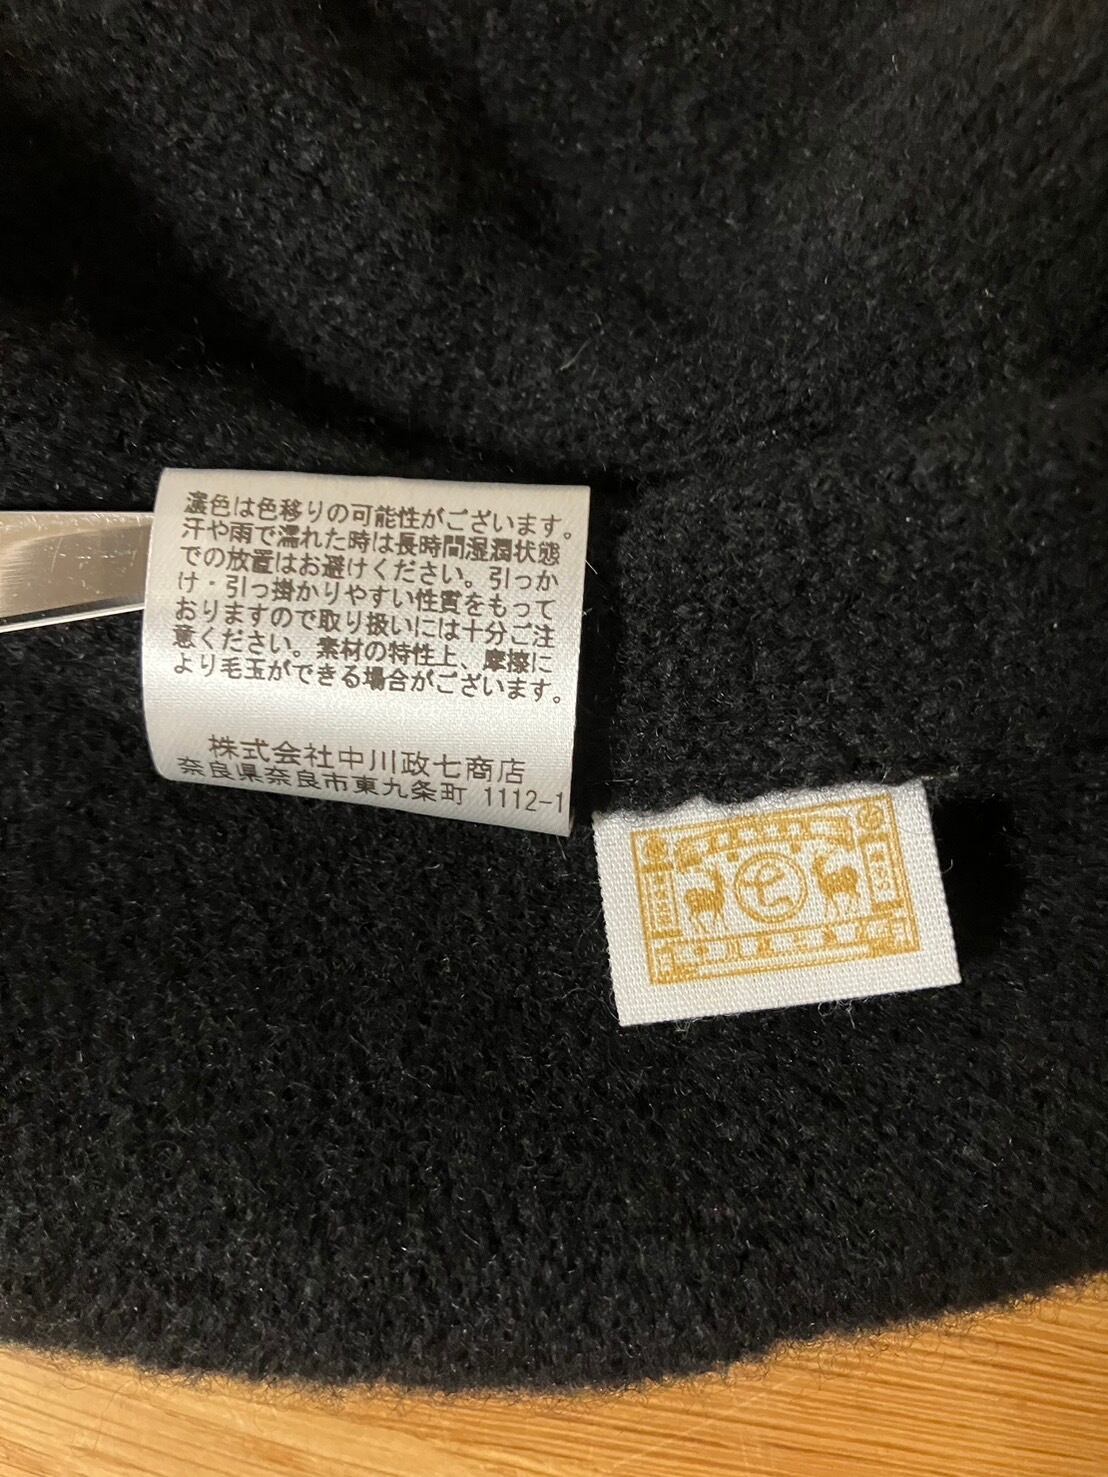 濃色は色移りの可能性がございます。
汗や雨で濡れた時は長時間湿潤状態
での放置はお避けください。引っか
け・引っ掛かりやすい性質をもって
おりますので取り扱いには十分ご注
意ください。素材の特性上、摩擦に
より毛玉ができる場合がございます。
株式会社中川政七商店
奈良県奈良市東九条町 1112-1
七